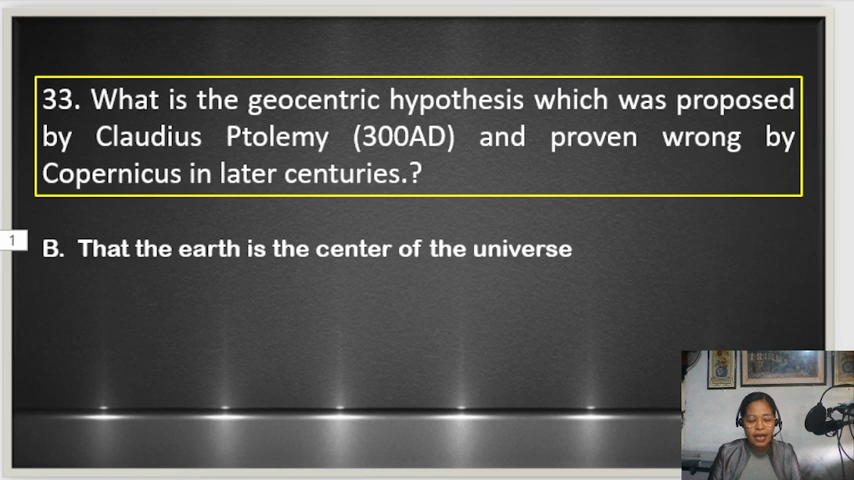 33. What is the geocentric hypothesis which was proposed
by Claudius Ptolemy (300AD) and proven wrong by
Copernicus in later centuries.?
1
B. That the earth is the center of the universe